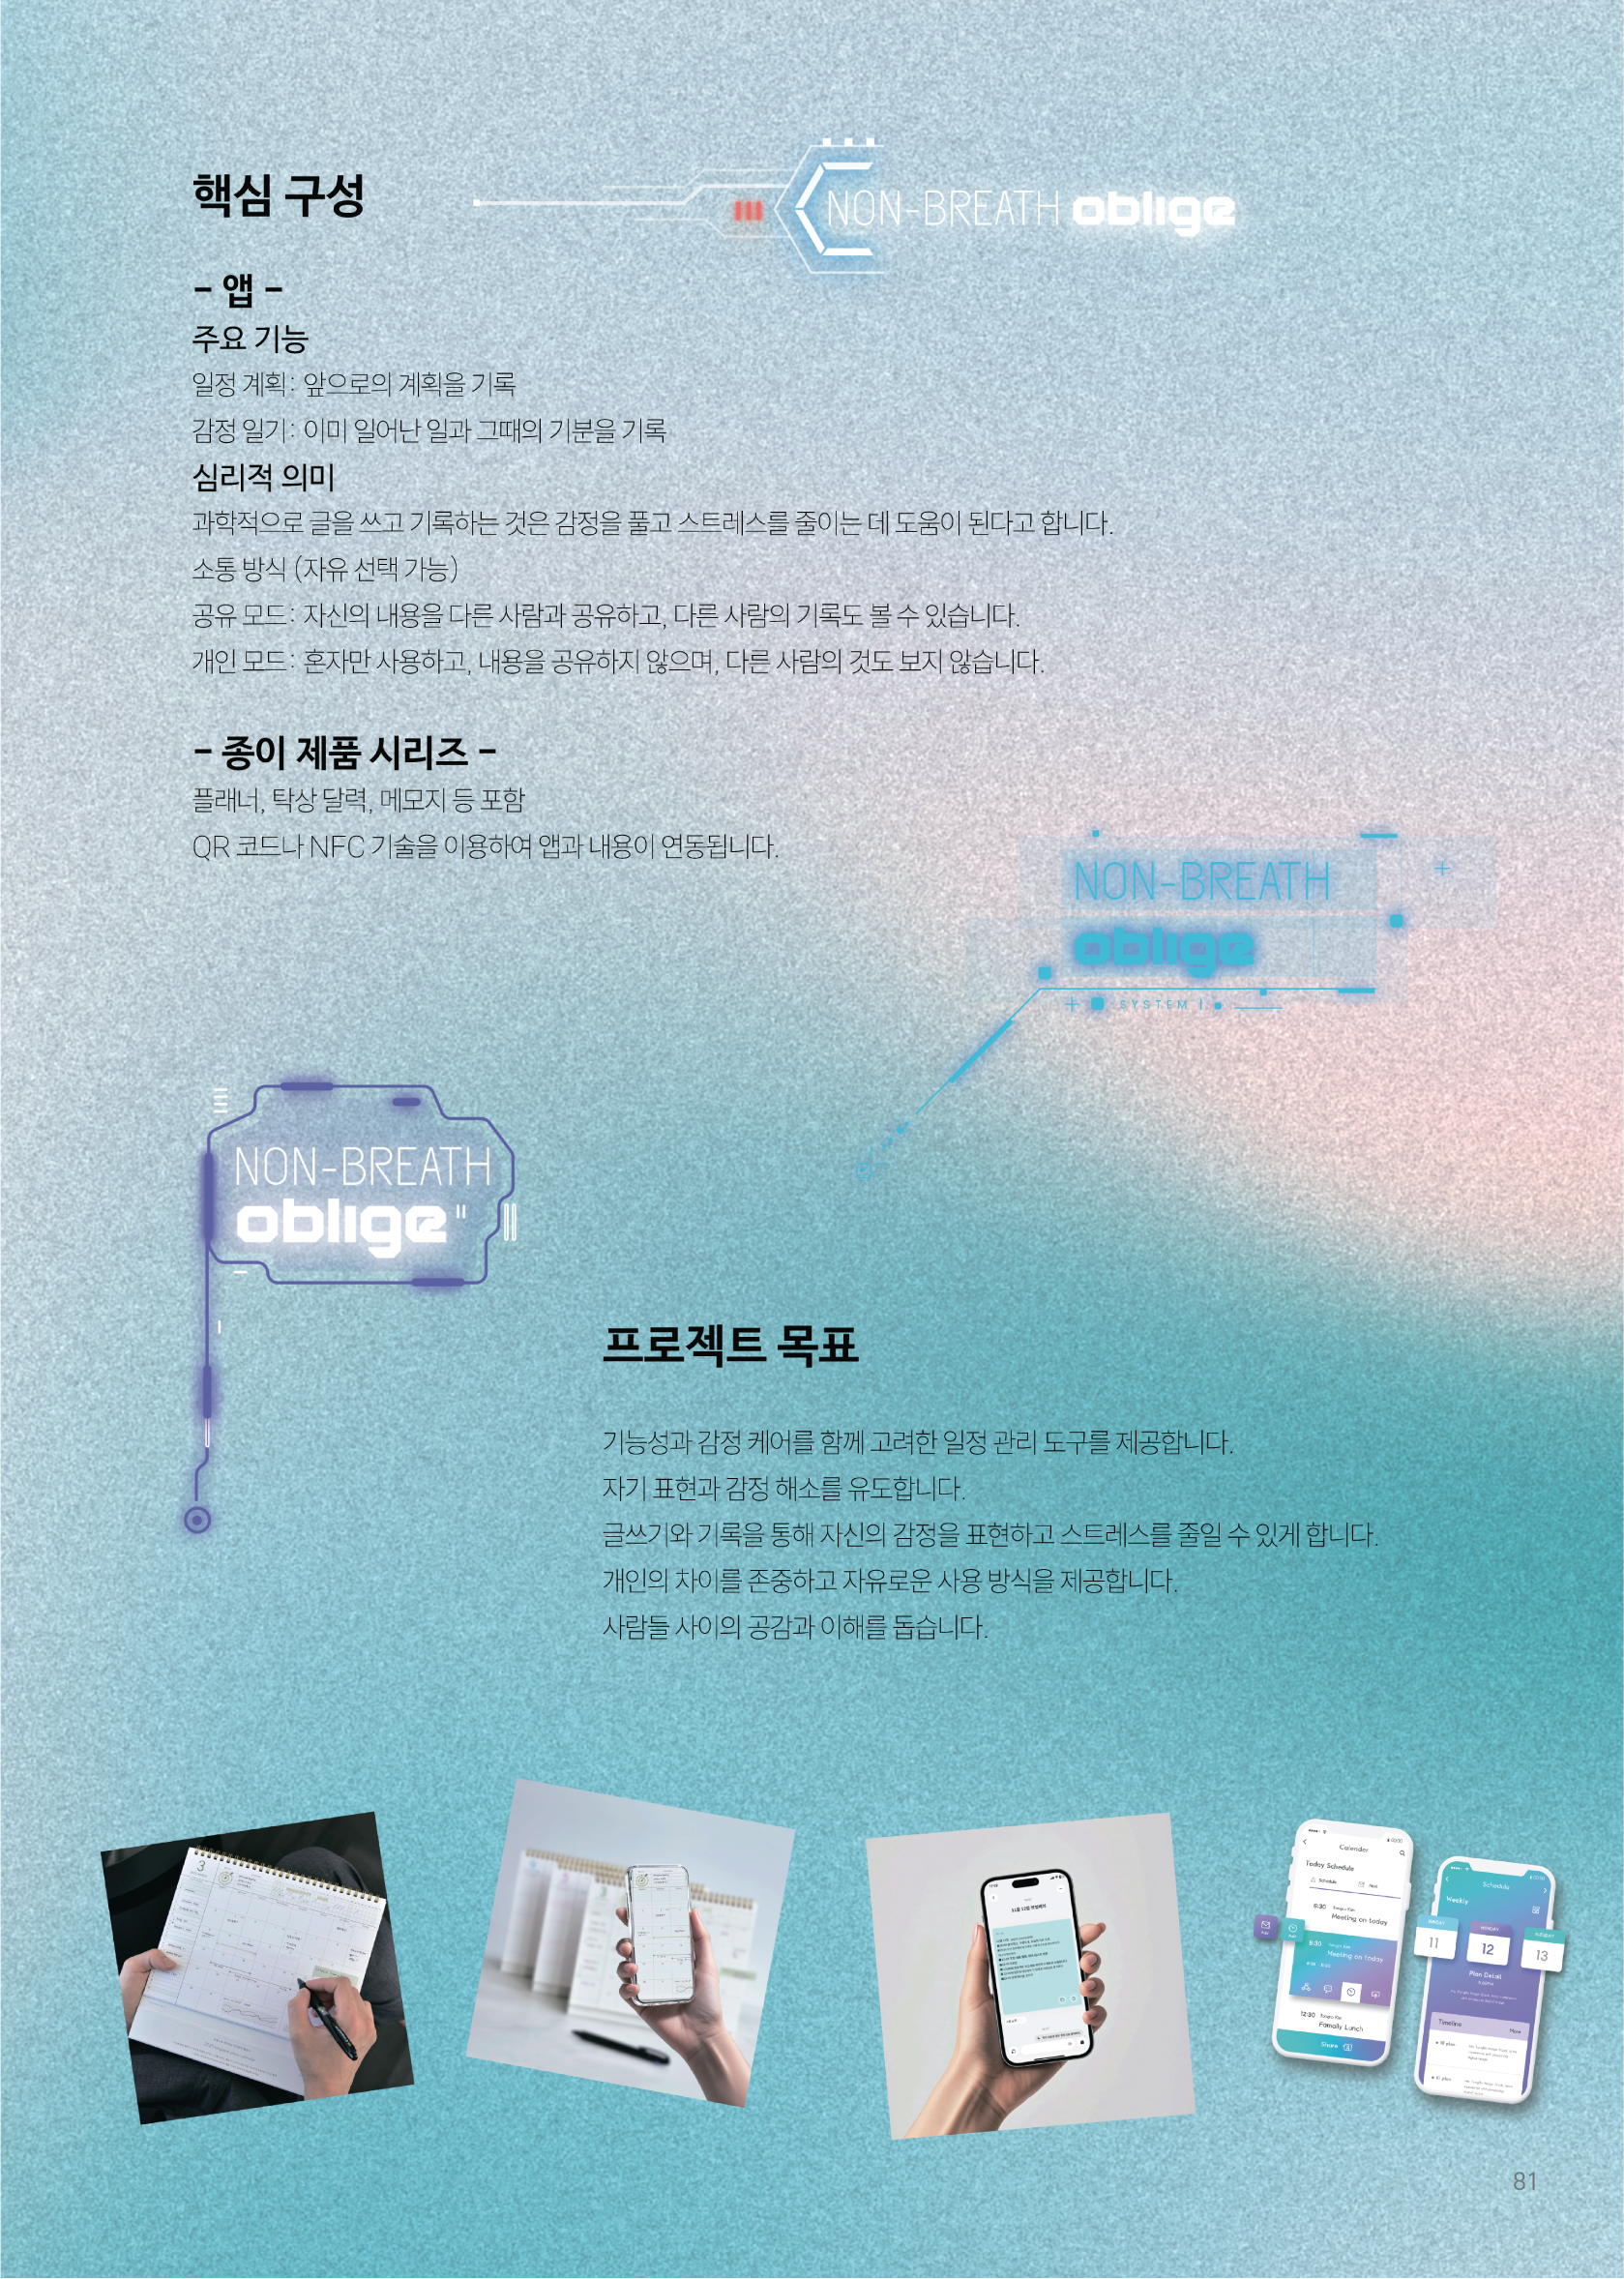 핵심 구성
NON-BREATH oblige
- 앱 -
주요 기능
일정 계획: 앞으로의 계획을 기록
감정 일기: 이미 일어난 일과 그때의 기분을 기록
심리적 의미
과학적으로 글을 쓰고 기록하는 것은 감정을 풀고 스트레스를 줄이는 데 도움이 된다고 합니다.
소통 방식 (자유 선택 가능)
공유 모드: 자신의 내용을 다른 사람과 공유하고, 다른 사람의 기록도 볼 수 있습니다.
개인 모드: 혼자만 사용하고, 내용을 공유하지 않으며, 다른 사람의 것도 보지 않습니다.
- 종이 제품 시리즈 -
플래너, 탁상 달력, 메모지 등 포함
QR 코드나 NFC 기술을 이용하여 앱과 내용이 연동됩니다.
NON-BREATH
oblige
SYSTEM
NON-BREATH
oblige
프로젝트 목표
기능성과 감정 케어를 함께 고려한 일정 관리 도구를 제공합니다.
자기 표현과 감정 해소를 유도합니다.
글쓰기와 기록을 통해 자신의 감정을 표현하고 스트레스를 줄일 수 있게 합니다.
개인의 차이를 존중하고 자유로운 사용 방식을 제공합니다.
사람들 사이의 공감과 이해를 돕습니다.
3
Calender
Today Schedule
Schedule
6:30
Meeting on today
8:30
Meeting on today
12:30
Famally Lunch
Share
Schedule
Weekly
SUNDAY
11
MONDAY
12
TUESDAY
13
Plan Detail
Timeline
81